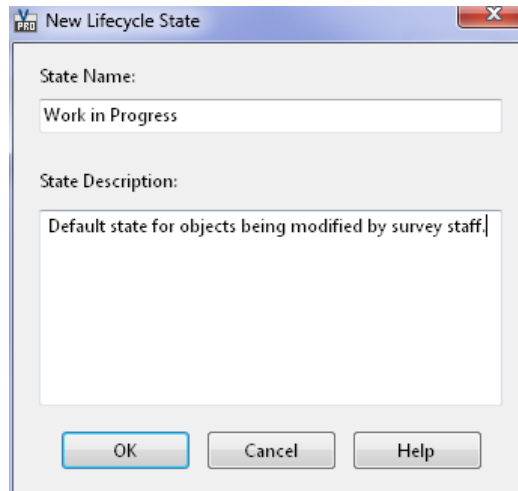 V
PRO
New Lifecycle State
X
State Name:
Work in Progress
State Description:
Default state for objects being modified by survey staff.
OK
Cancel
Help